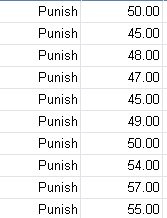 Punish 50.00
Punish 45.00
Punish 48.00
Punish 47.00
Punish 45.00
Punish 49.00
Punish 50.00
Punish 54.00
Punish 57.00
Punish 55.00